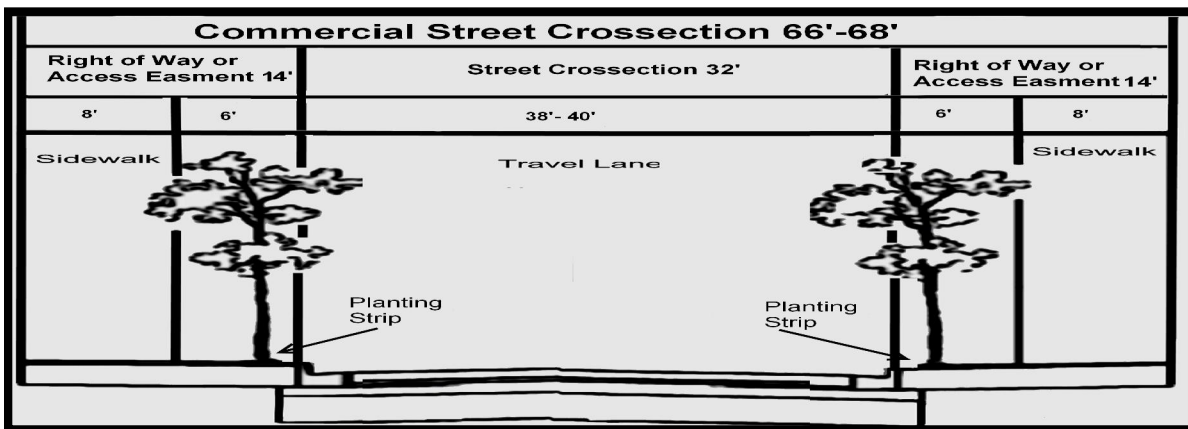 Commercial Street Crossection 66'-68'
Right of Way or
Access Easment 14'
Street Crossection 32'
Right of Way or
Access Easment 14'
8'
6'
38'- 40'
6'
8'
Sidewalk
Travel Lane
Sidewalk
Planting
Strip
Planting
Strip